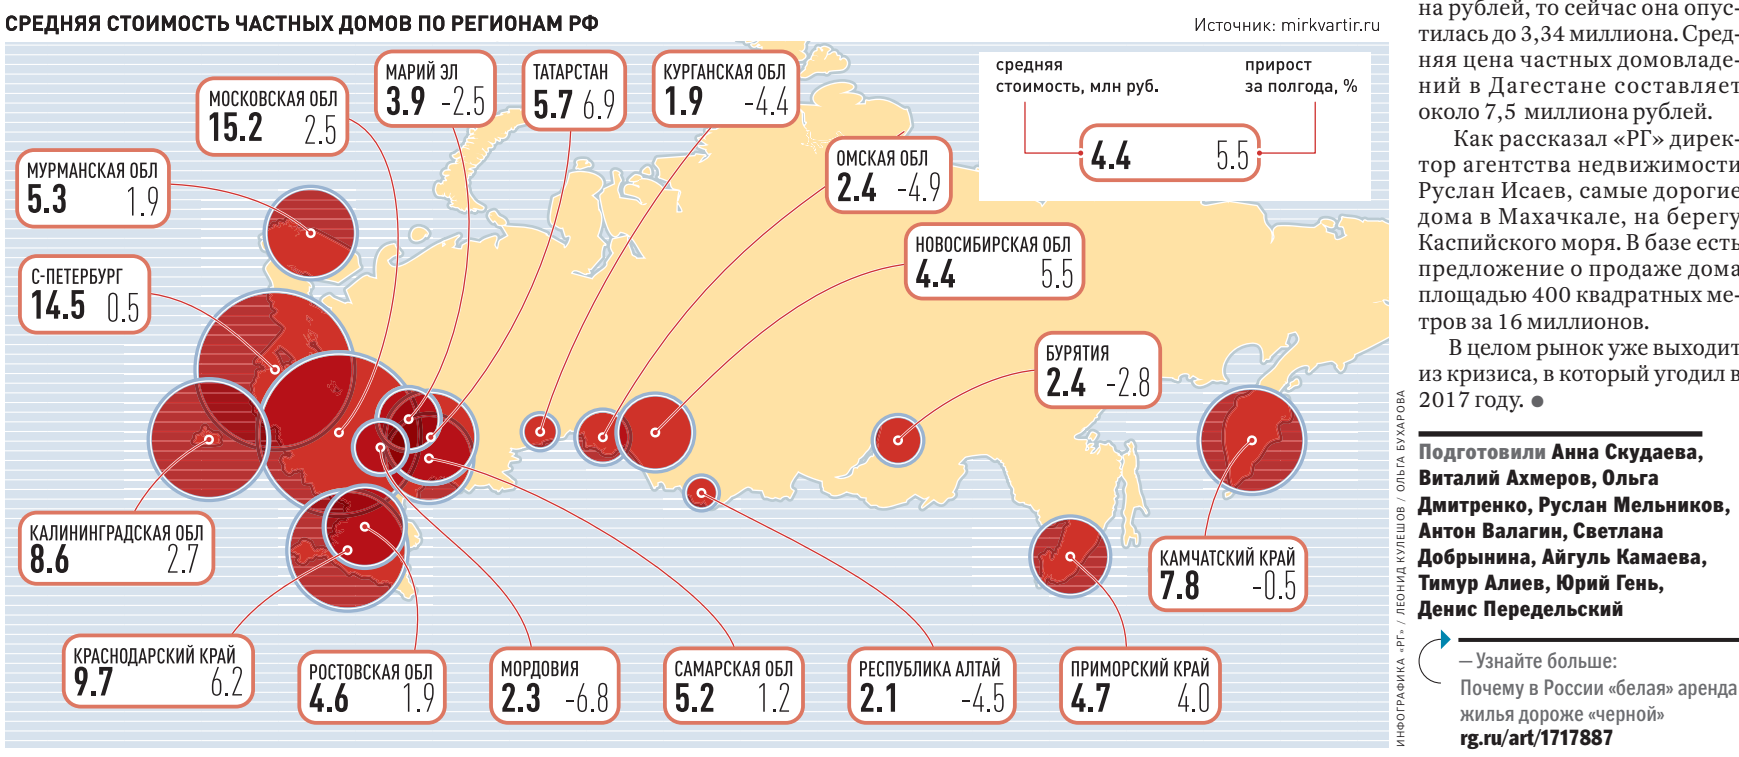 СРЕДНЯЯ СТОИМОСТЬ ЧАСТНЫХ ДОМОВ ПО РЕГИОНАМ РФ
Источник: mirkvartir.ru
средняя
стоимость, млн руб.
прирост
за полгода, %
4.4 5.5
МАРИЙ ЭЛ
3.9 -2.5
ТАТАРСТАН
5.7 6.9
КУРГАНСКАЯ ОБЛ
1.9 -4.4
МОСКОВСКАЯ ОБЛ
15.2 2.5
ОМСКАЯ ОБЛ
2.4 -4.9
МУРМАНСКАЯ ОБЛ
5.3 1.9
НОВОСИБИРСКАЯ ОБЛ
4.4 5.5
С-ПЕТЕРБУРГ
14.5 0.5
БУРЯТИЯ
2.4 -2.8
КАЛИНИНГРАДСКАЯ ОБЛ
8.6 2.7
КАМЧАТСКИЙ КРАЙ
7.8 -0.5
КРАСНОДАРСКИЙ КРАЙ
9.7 6.2
РОСТОВСКАЯ ОБЛ
4.6 1.9
МОРДОВИЯ
2.3 -6.8
САМАРСКАЯ ОБЛ
5.2 1.2
РЕСПУБЛИКА АЛТАЙ
2.1 -4.5
ПРИМОРСКИЙ КРАЙ
4.7 4.0
ИНФОГРАФИКА «РГ» / ЛЕОНИД КУЛЕШОВ / ОЛЬГА БУХАРОВА
на рублей, то сейчас она опус-
тилась до 3,34 миллиона. Сред-
няя цена частных домовладе-
ний в Дагестане составляет
около 7,5 миллиона рублей.
Как рассказал «РГ» дирек-
тор агентства недвижимости
Руслан Исаев, самые дорогие
дома в Махачкале, на берегу
Каспийского моря. В базе есть
предложение о продаже дома
площадью 400 квадратных ме-
тров за 16 миллионов.
В целом рынок уже выходит
из кризиса, в который угодил в
2017 году. ●
Подготовили Анна Скудаева,
Виталий Ахмеров, Ольга
Дмитренко, Руслан Мельников,
Антон Валагин, Светлана
Добрынина, Айгуль Камаева,
Тимур Алиев, Юрий Гень,
Денис Передельский
— Узнайте больше:
Почему в России «белая» аренда
жилья дороже «черной»
rg.ru/art/1717887